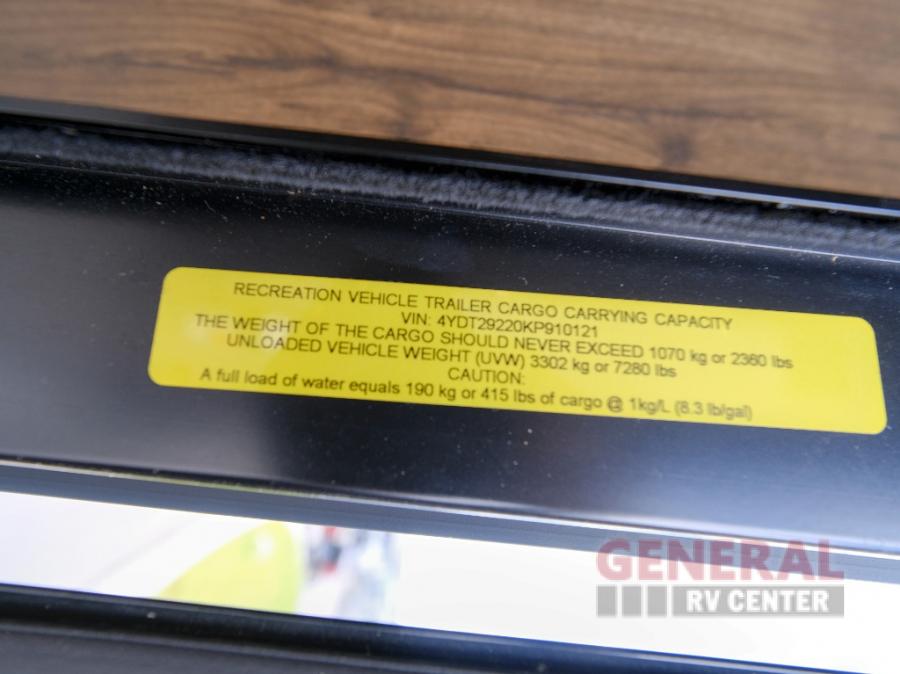 RECREATION VEHICLE TRAILER CARGO CARRYING CAPACITY
VIN: 4YDT29220KP910121
THE WEIGHT OF THE CARGO SHOULD NEVER EXCEED 1070 kg or 2360 lbs
UNLOADED VEHICLE WEIGHT (UVW) 3302 kg or 7280 lbs
CAUTION:
A full load of water equals 190 kg or 415 lbs of cargo @ 1kg/L (8.3 lb/gal)
GENERAL
RV CENTER